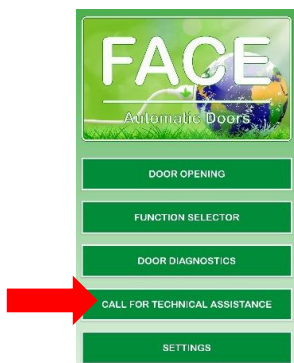 FACE
Automatic Doors
DOOR OPENING
FUNCTION SELECTOR
DOOR DIAGNOSTICS
CALL FOR TECHNICAL ASSISTANCE
SETTINGS